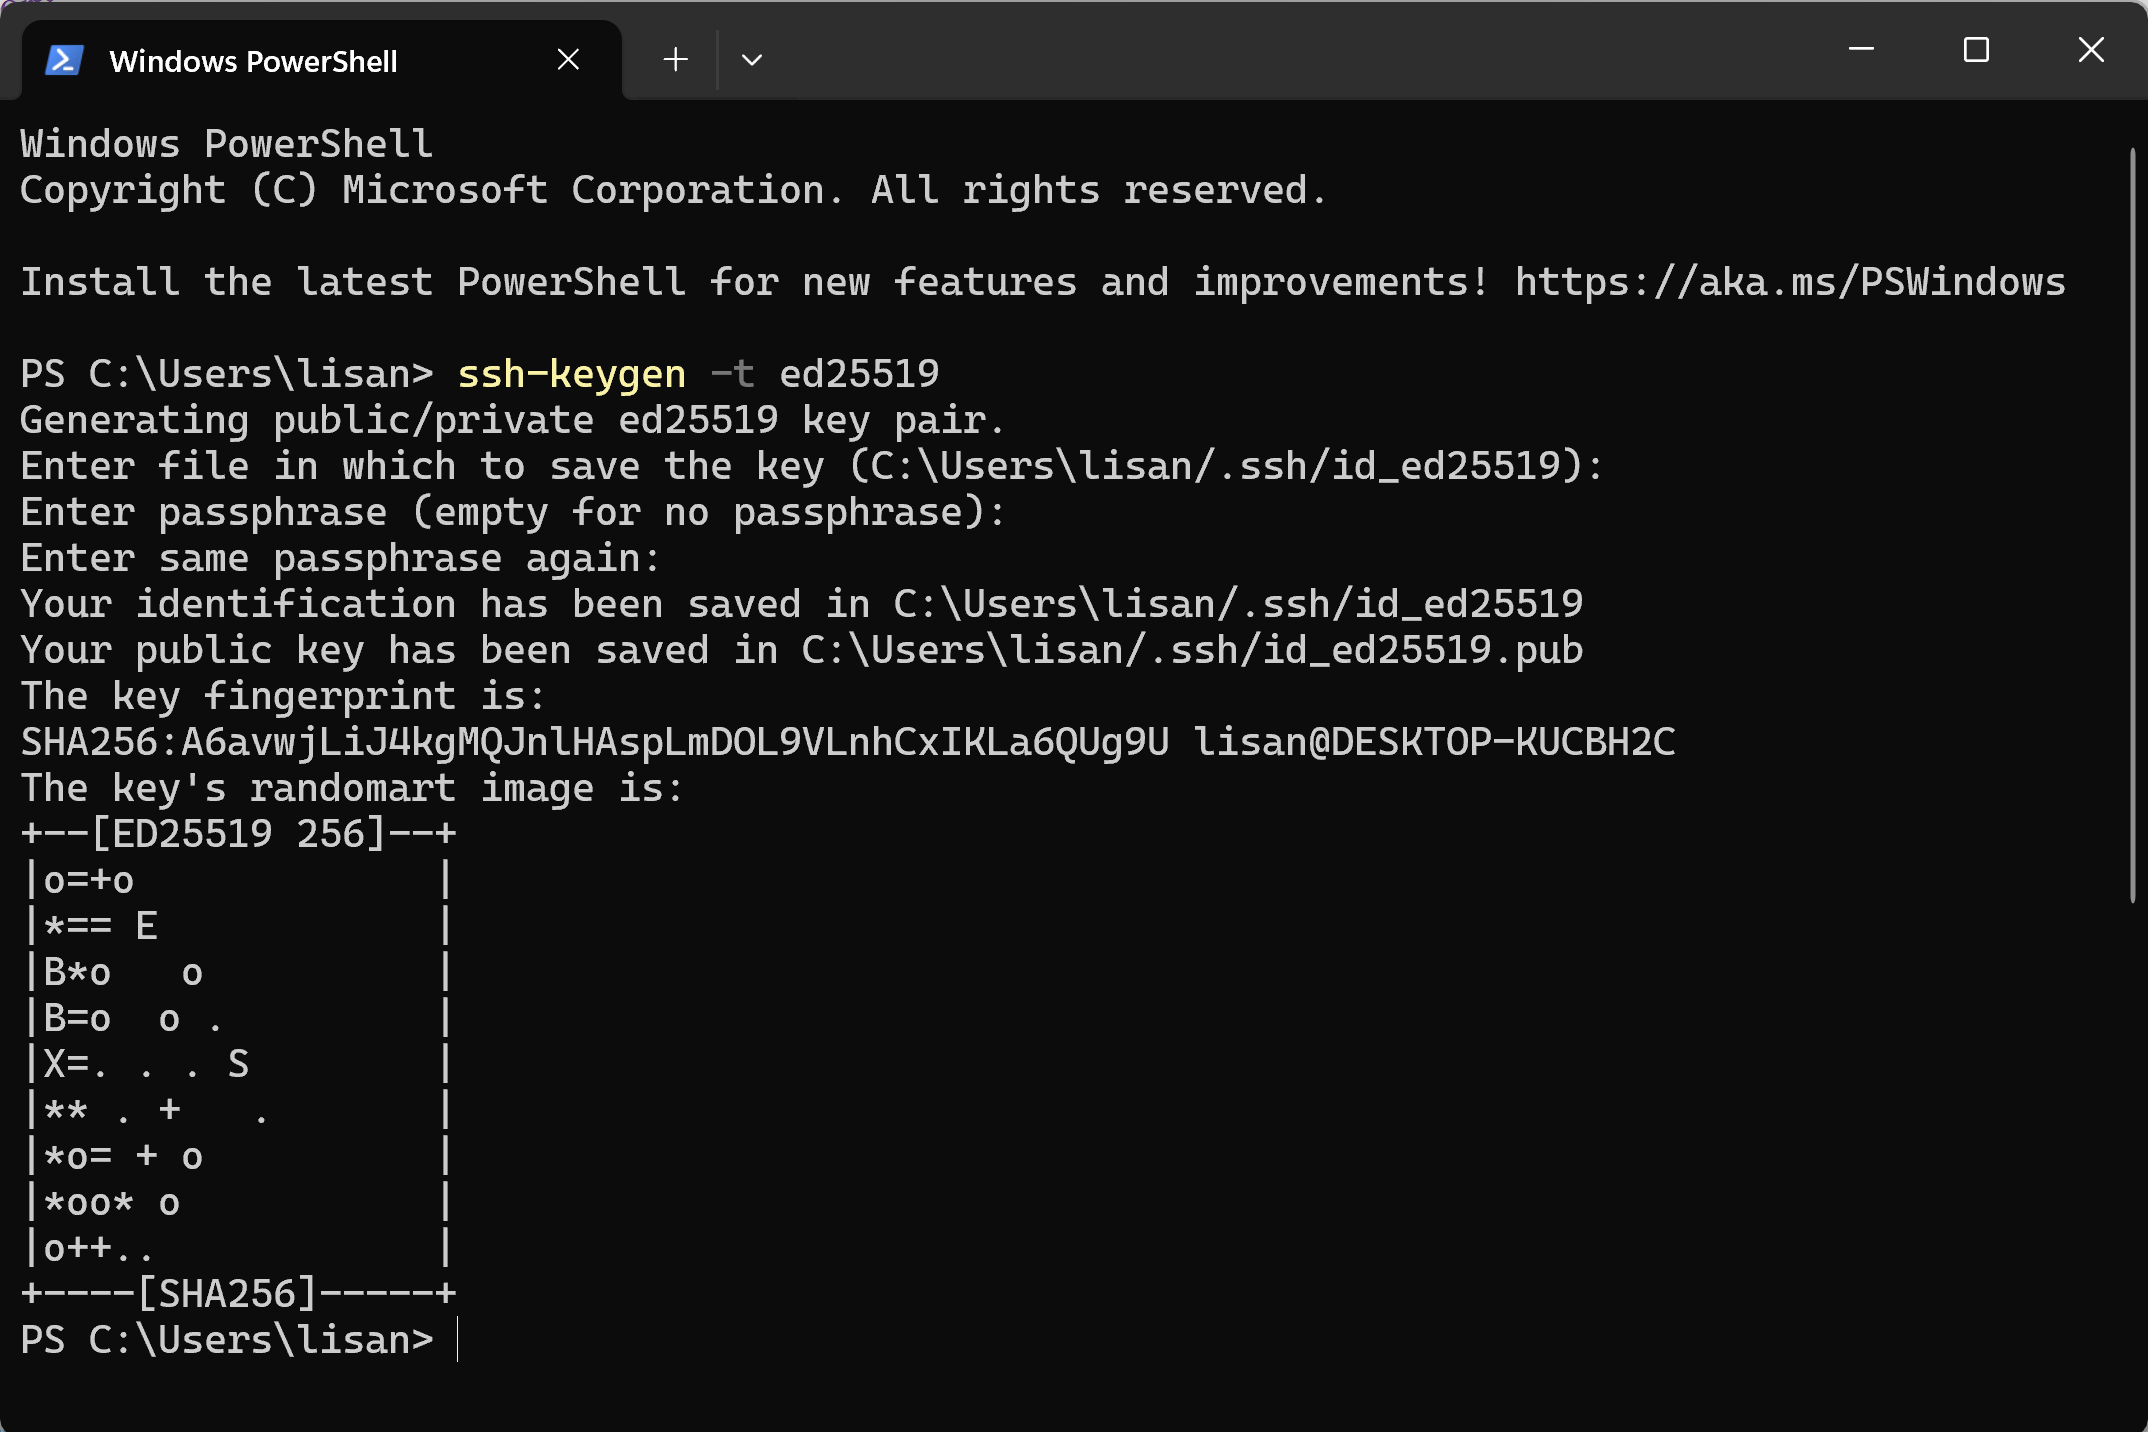 Windows PowerShell
Windows PowerShell
Copyright (C) Microsoft Corporation. All rights reserved.
Install the latest PowerShell for new features and improvements! https://aka.ms/PSWindows
PS C:\Users\lisan> ssh-keygen -t ed25519
Generating public/private ed25519 key pair.
Enter file in which to save the key (C:\Users\lisan/.ssh/id_ed25519):
Enter passphrase (empty for no passphrase):
Enter same passphrase again:
Your identification has been saved in C:\Users\lisan/.ssh/id_ed25519
Your public key has been saved in C:\Users\lisan/.ssh/id_ed25519.pub
The key fingerprint is:
SHA256:A6avwjLiJ4kgMQJnlHAspLmDOL9VLnhCxIKLa6QUg9U lisan@DESKTOP-KUCBH2C
The key's randomart image is:
+--[ED25519 256]--+
|o=+o             |
|*== E            |
|B*o   o          |
|B=o  o .         |
|X=. . . S        |
|** . +   .       |
|*o= + o          |
|*oo* o           |
|o++..            |
+----[SHA256]-----+
PS C:\Users\lisan>